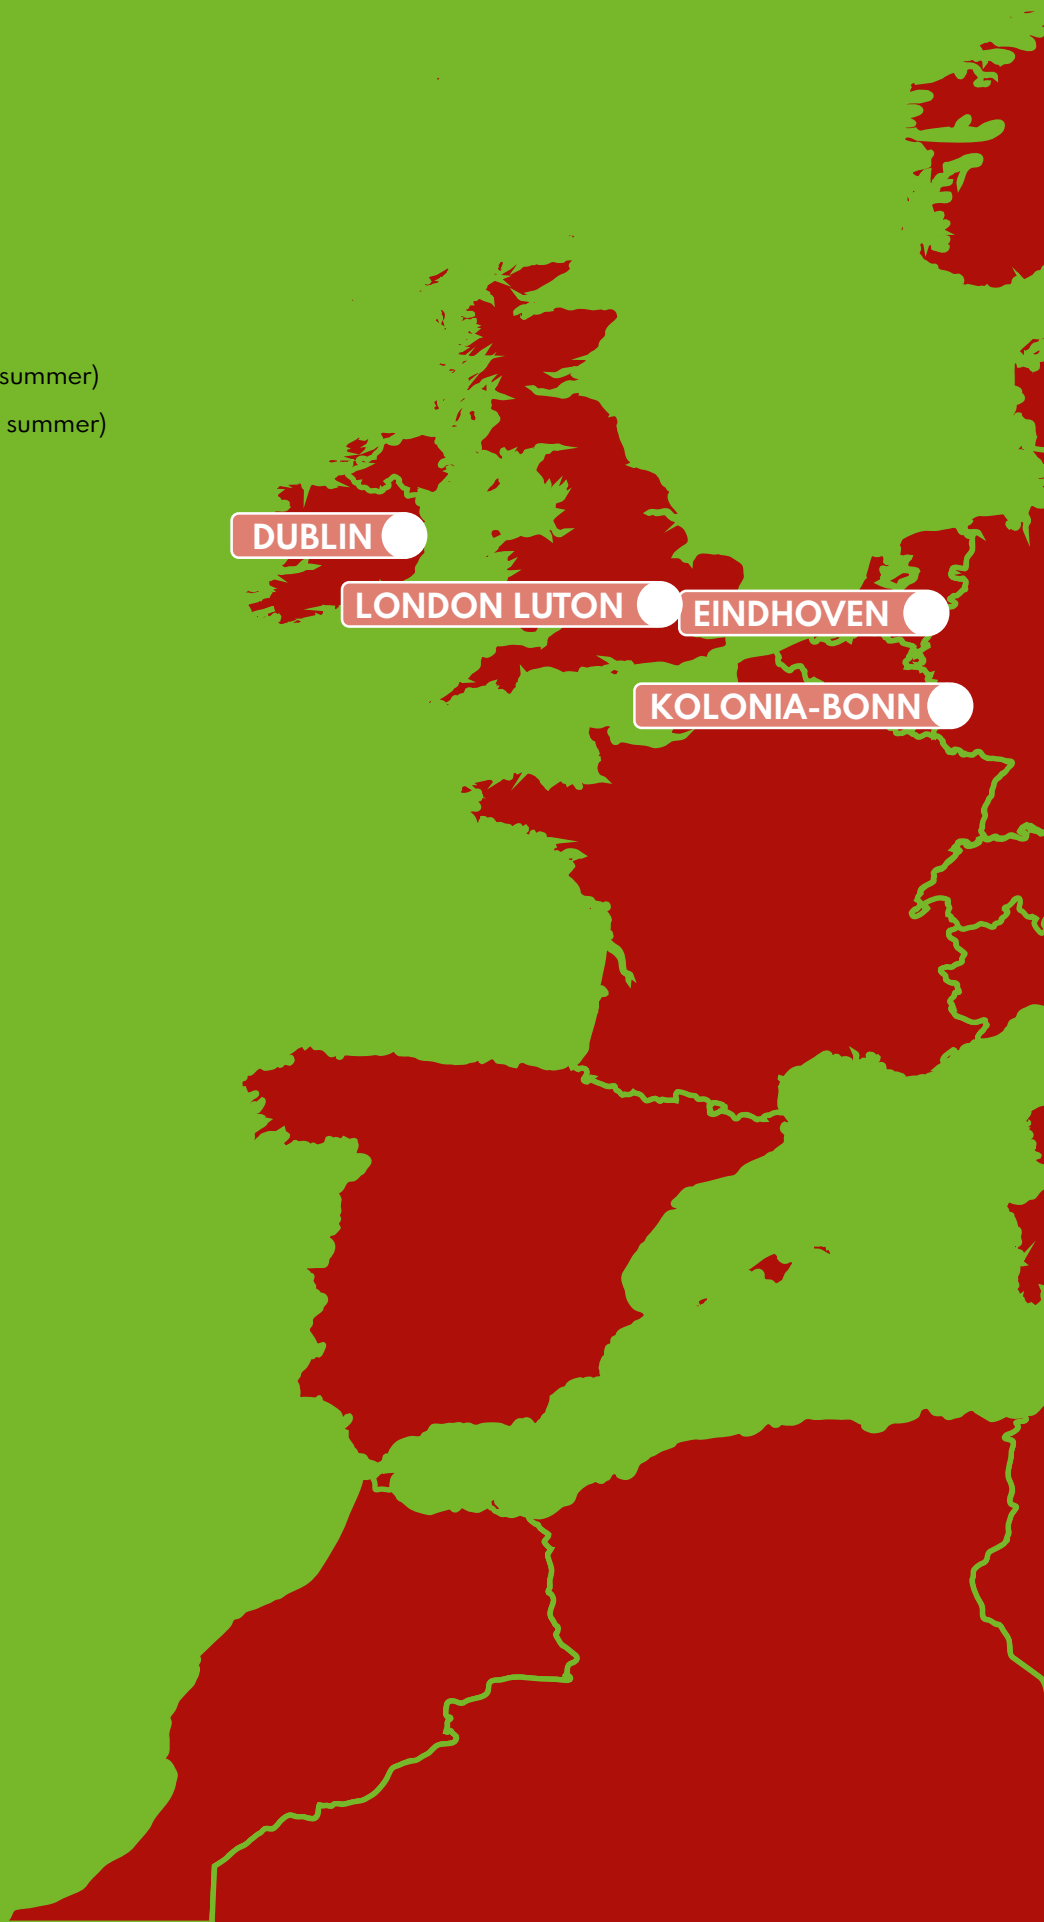 summer)
summer)
DUBLIN
LONDON LUTON
EINDHOVEN
KOLONIA-BONN